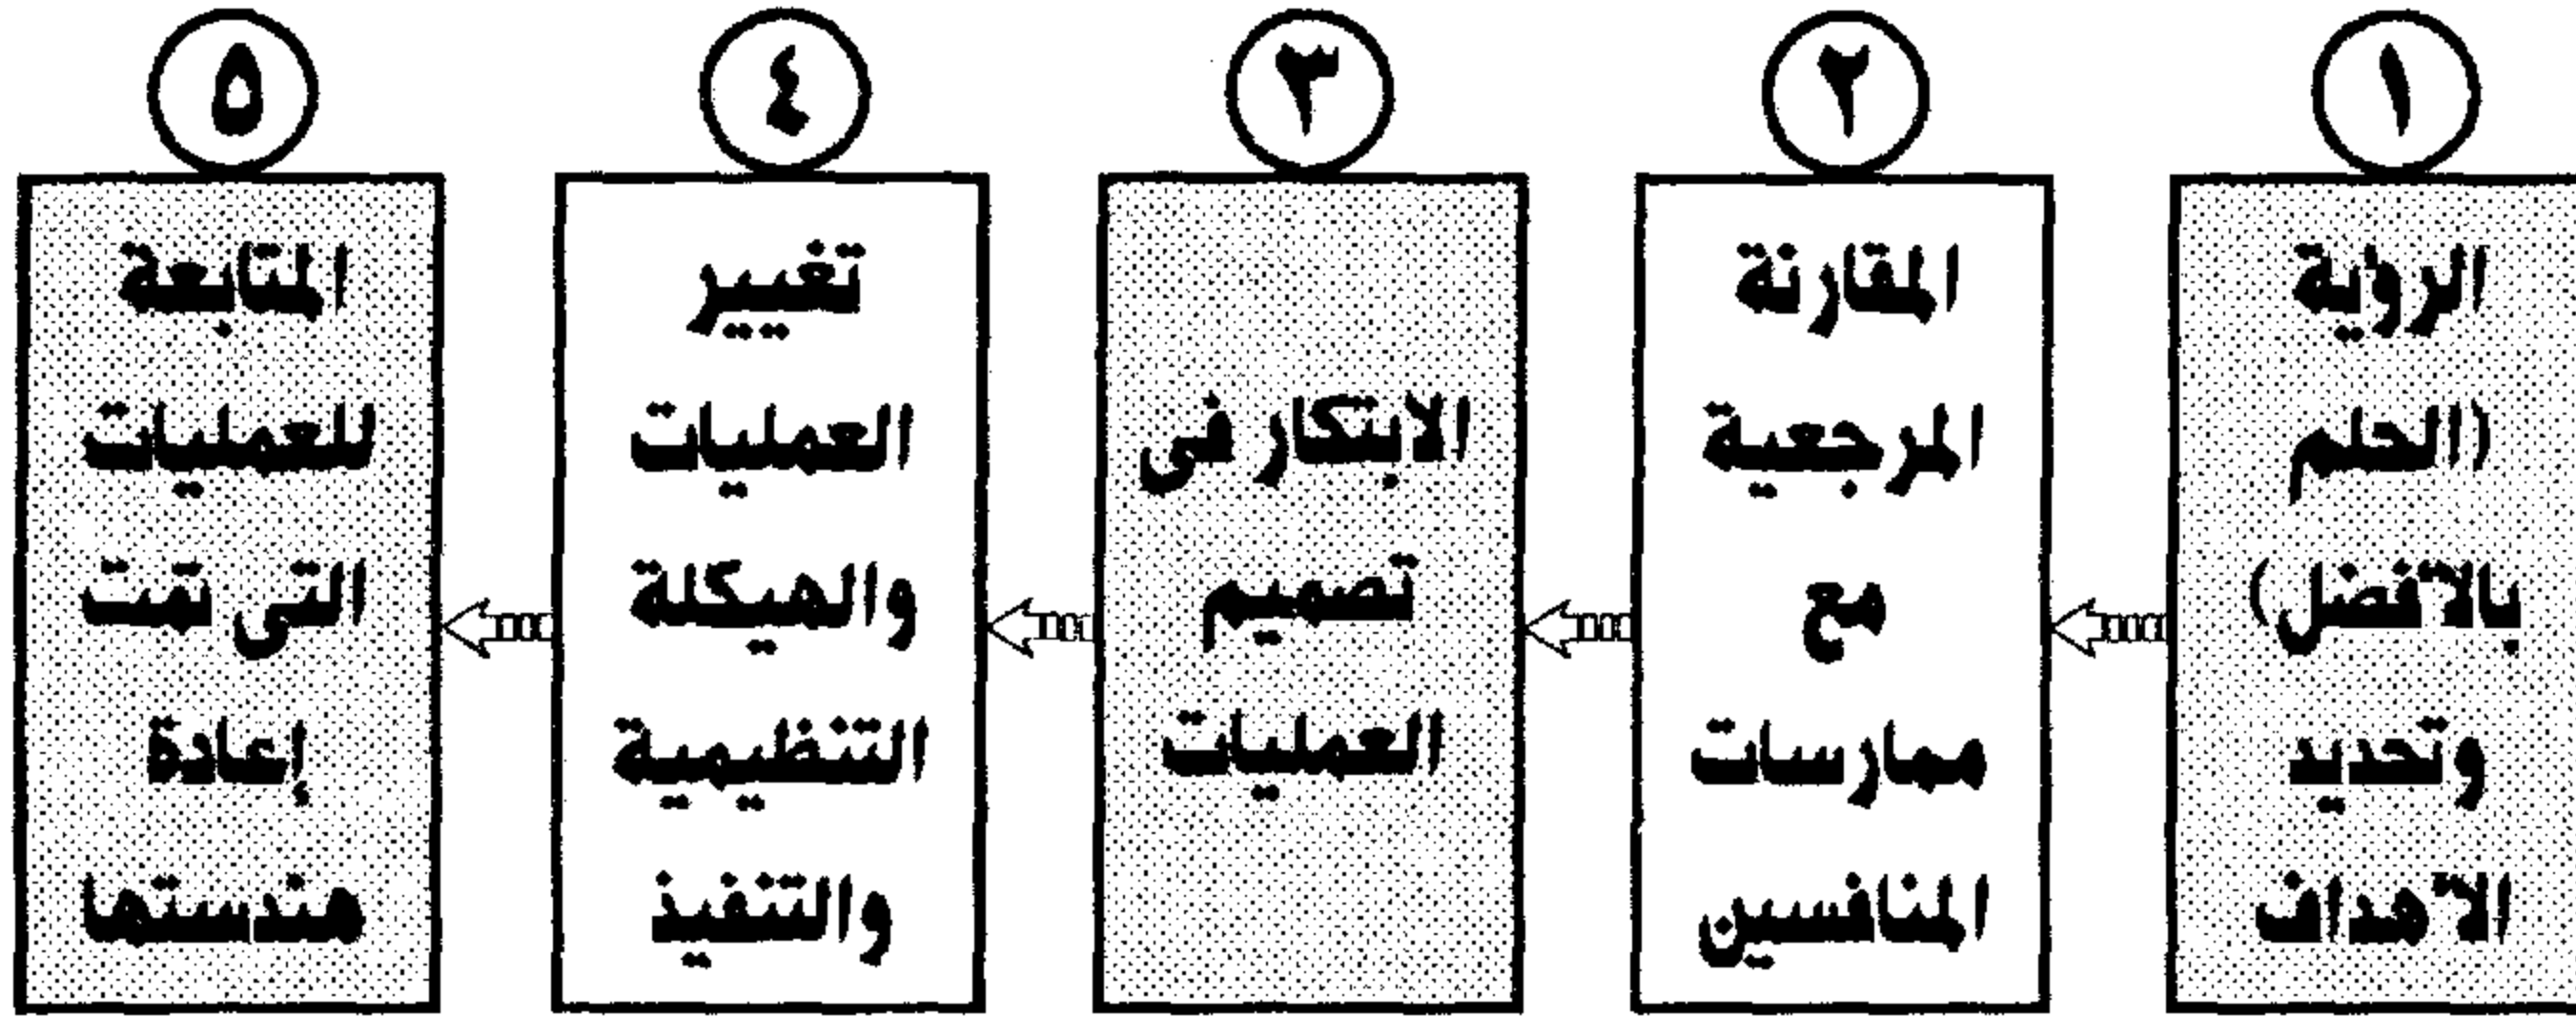 ١
الرؤية
(الحلم
بالأفضل)
وتحديد
الأهداف
٢
المقارنة
المرجعية
مع
ممارسات
المنافسين
٣
الابتكار فى
تصميم
العمليات
٤
تغيير
العمليات
والهيكلة
التنظيمية
والتنفيذ
٥
المتابعة
للعمليات
التى تمت
إعادة
هندستها